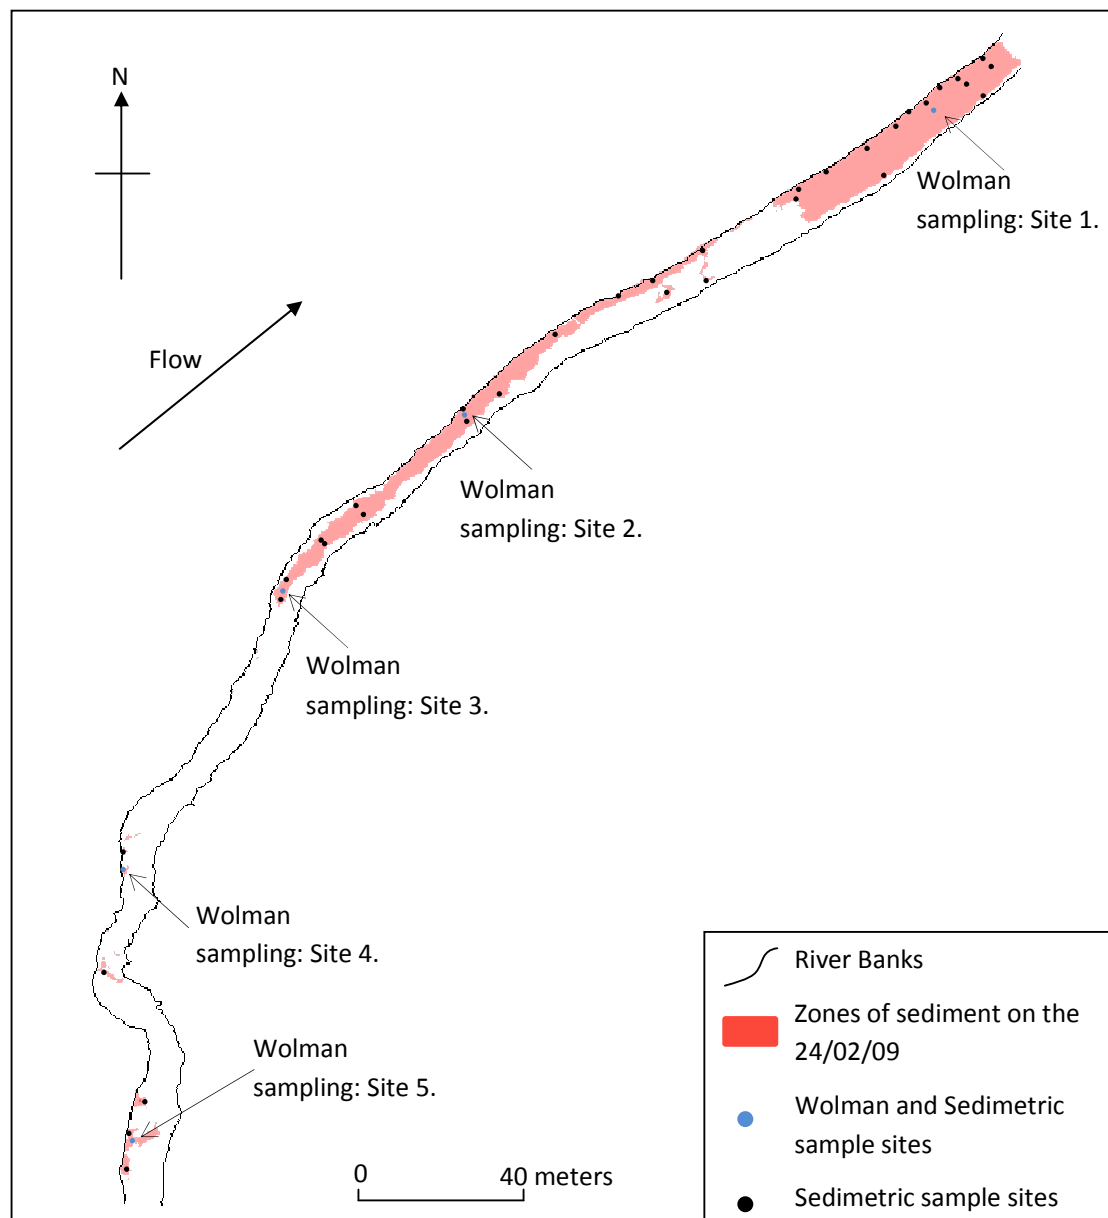 N
Wolman
sampling: Site 1.
Flow
Wolman
sampling: Site 2.
Wolman
sampling: Site 3.
Wolman
sampling: Site 4.
Wolman
sampling: Site 5.
0 40 meters
River Banks
Zones of sediment on the
24/02/09
Wolman and Sedimetric
sample sites
Sedimetric sample sites